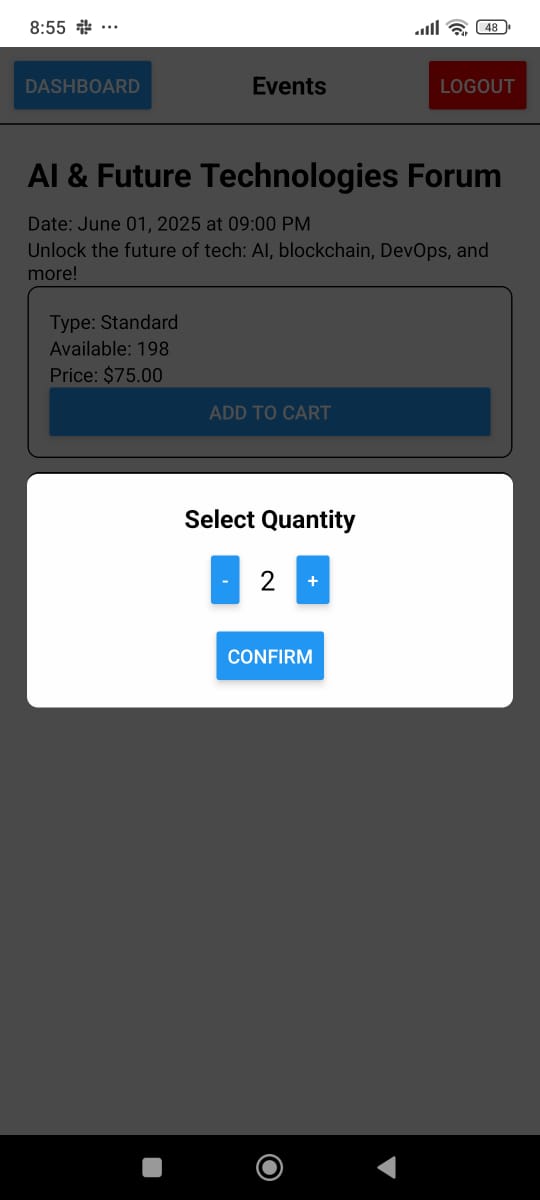 8:55
48
DASHBOARD
Events
LOGOUT
AI & Future Technologies Forum
Date: June 01, 2025 at 09:00 PM
Unlock the future of tech: AI, blockchain, DevOps, and
more!
Type: Standard
Available: 198
Price: $75.00
ADD TO CART
Select Quantity
- 2 +
CONFIRM